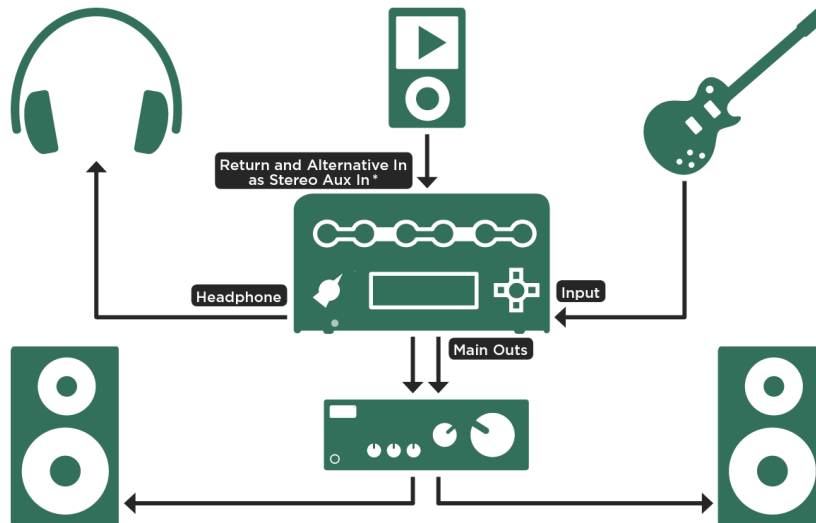 Return and Alternative In
as Stereo Aux In*
Headphone
Input
Main Outs